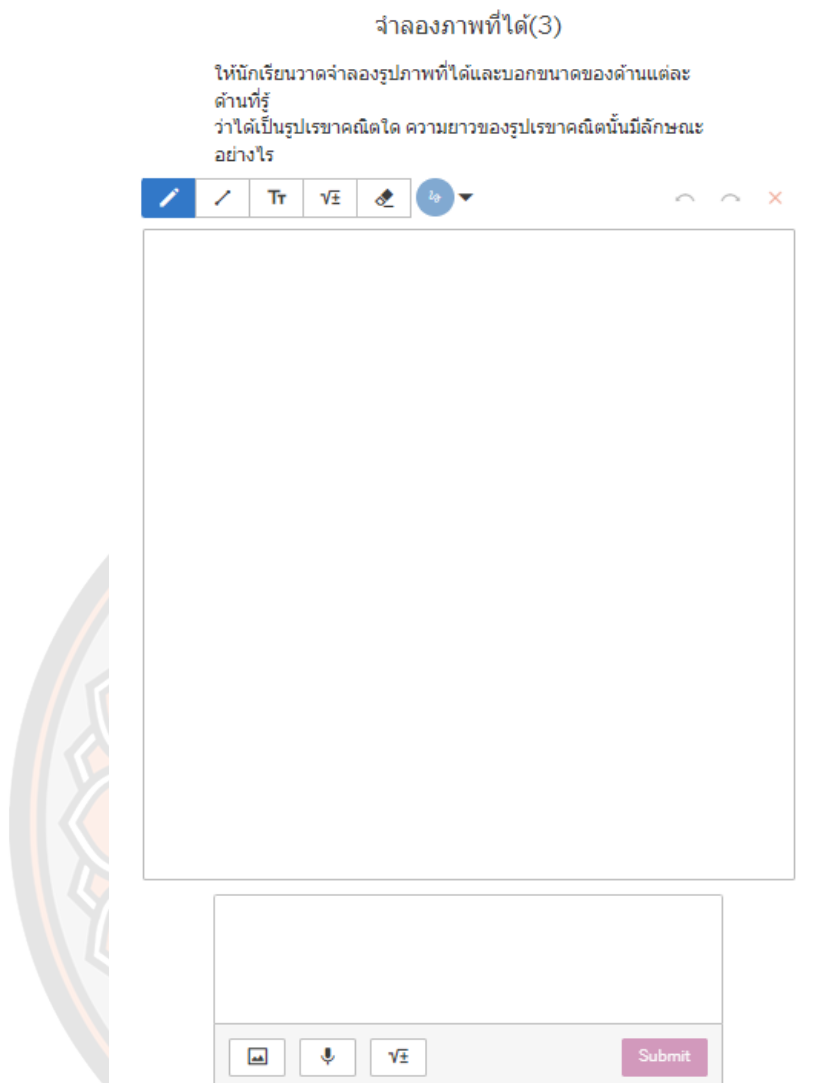 จำลองภาพที่ได้(3)
ให้นักเรียนวาดจำลองรูปภาพที่ได้และบอกขนาดของด้านแต่ละ
ด้านที่รู้
ว่าได้เป็นรูปเรขาคณิตใด ความยาวของรูปเรขาคณิตนั้นมีลักษณะ
อย่างไร
Tт √±
√± Submit